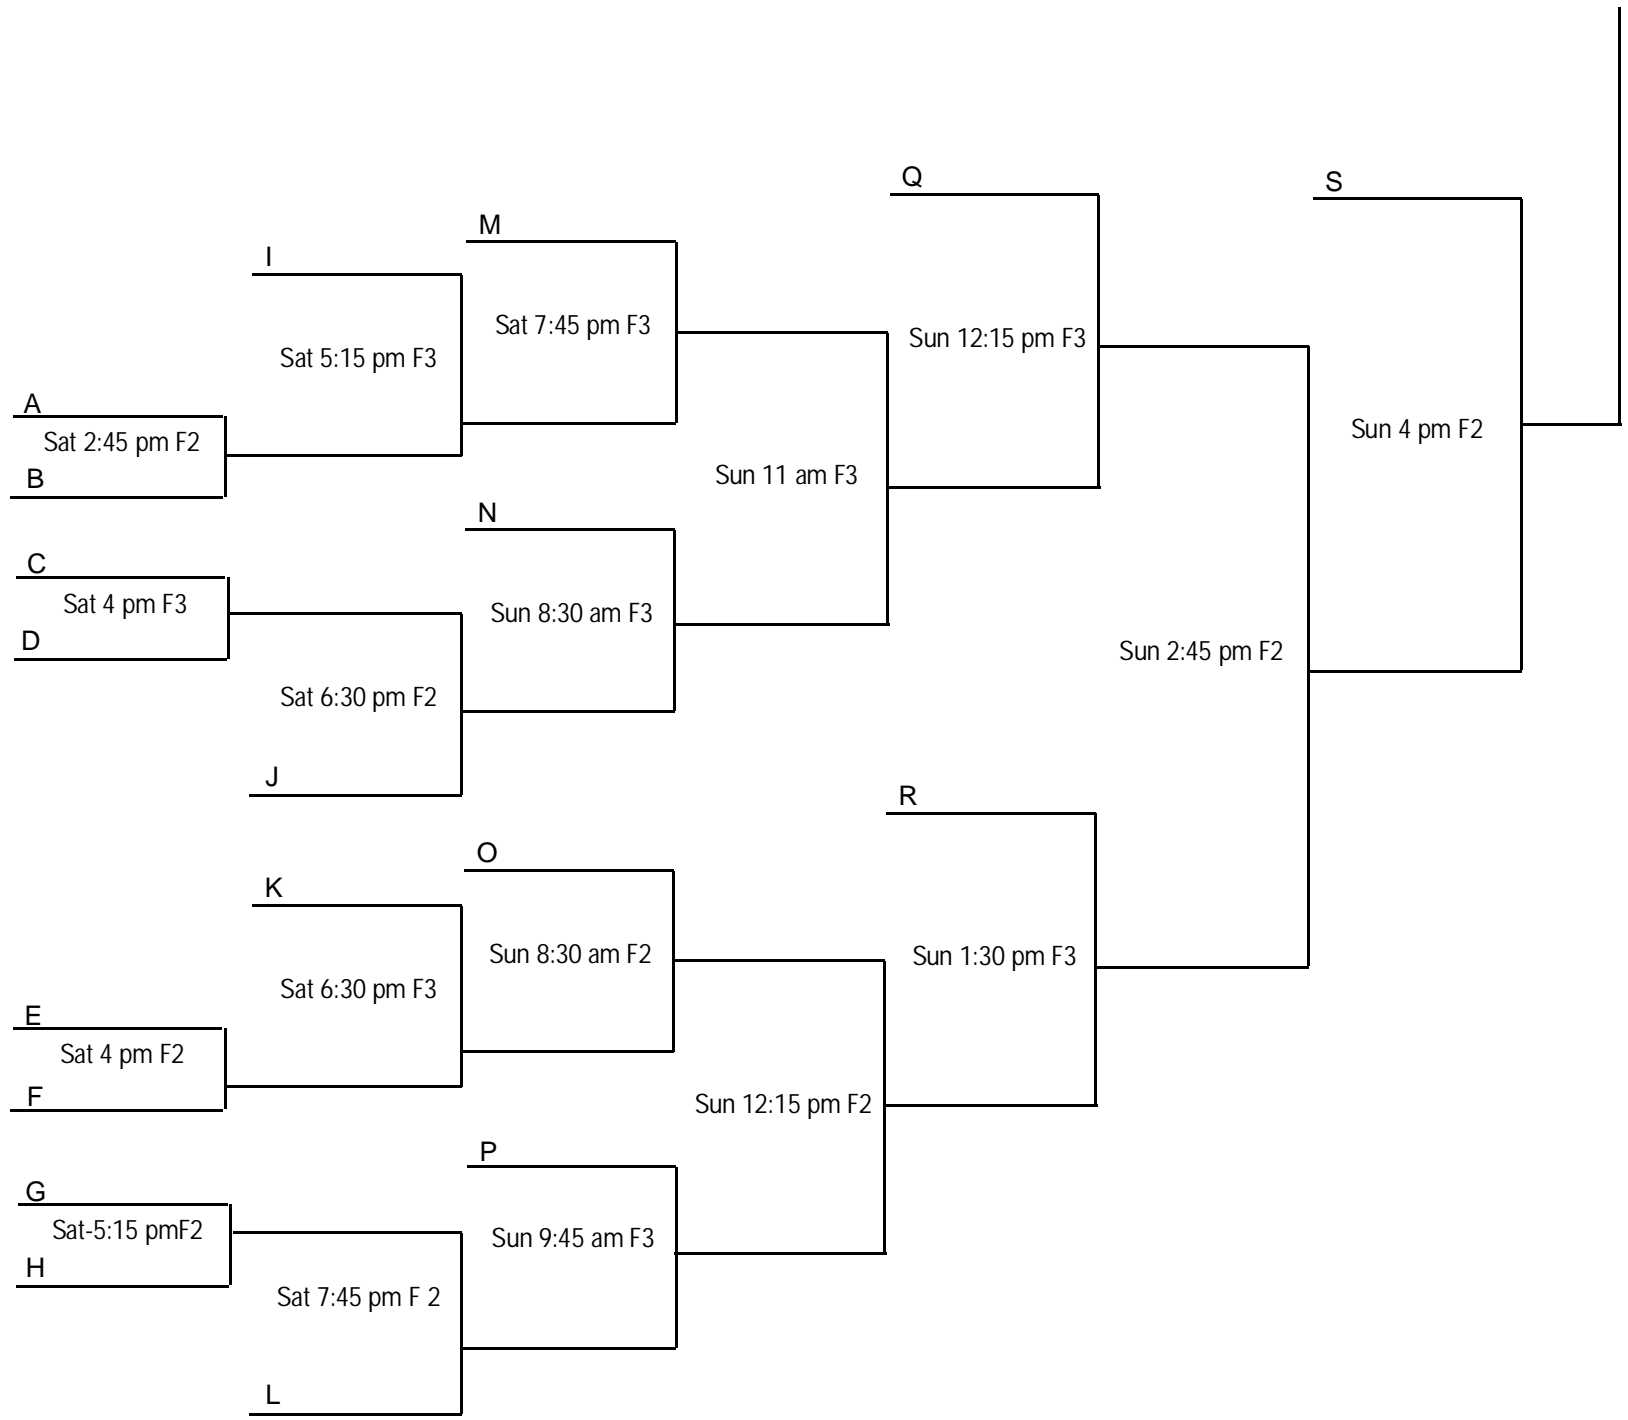 Q
S
M
I
Sat 7:45 pm F3
Sun 12:15 pm F3
Sat 5:15 pm F3
A
Sat 2:45 pm F2
Sun 4 pm F2
B
Sun 11 am F3
N
C
Sat 4 pm F3
Sun 8:30 am F3
D
Sun 2:45 pm F2
Sat 6:30 pm F2
J
R
O
K
Sun 8:30 am F2
Sun 1:30 pm F3
Sat 6:30 pm F3
E
Sat 4 pm F2
F
Sun 12:15 pm F2
P
G
Sat-5:15 pmF2
Sun 9:45 am F3
H
Sat 7:45 pm F 2
L